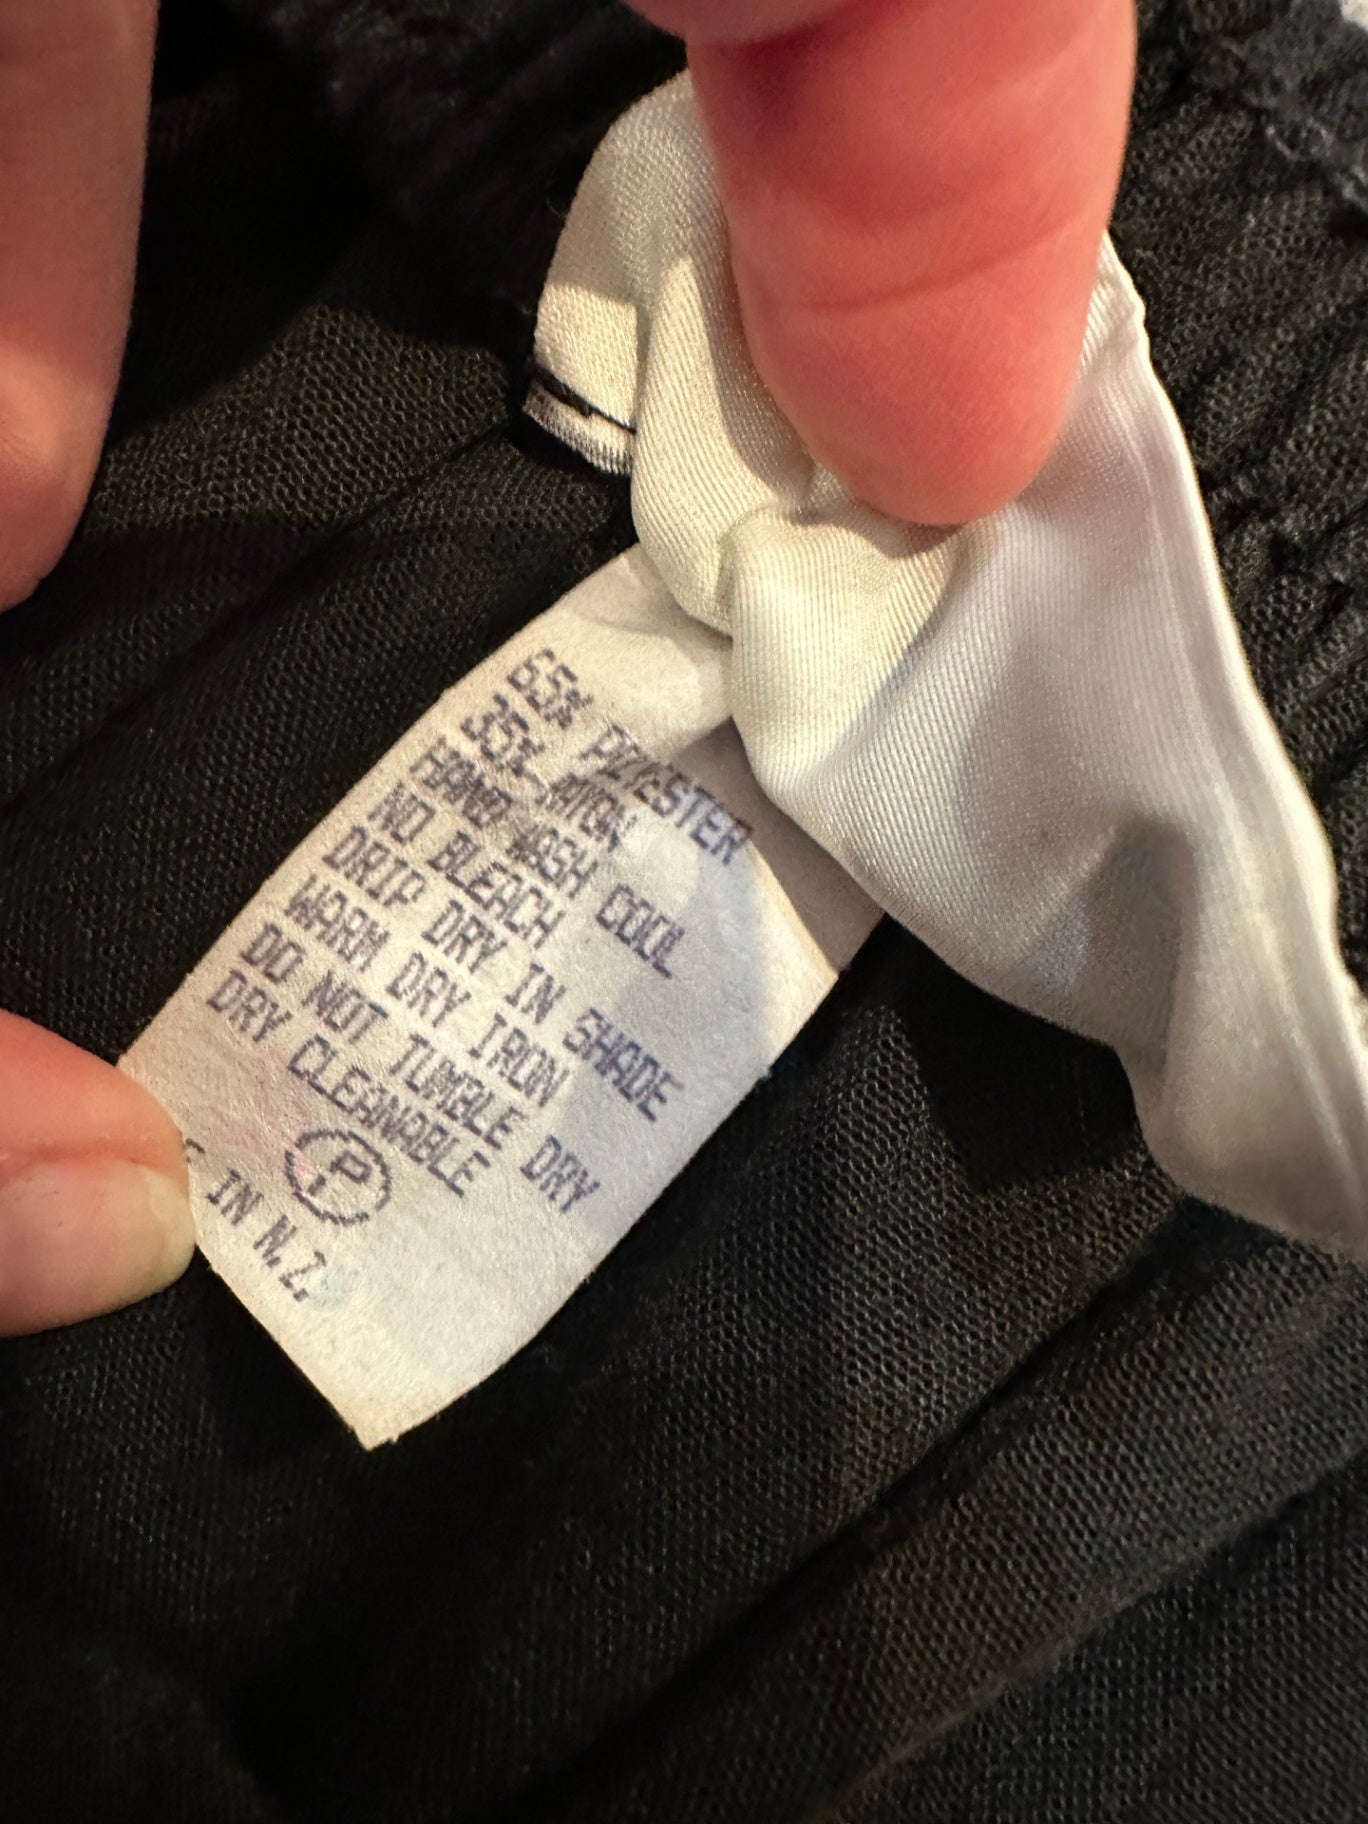 65% POLYESTER
35% RAYON
HAND WASH COOL
NO BLEACH
DRIP DRY IN SHADE
WARM DRY IRON
DO NOT TUMBLE DRY
DRY CLEANABLE
P
IN N.Z.